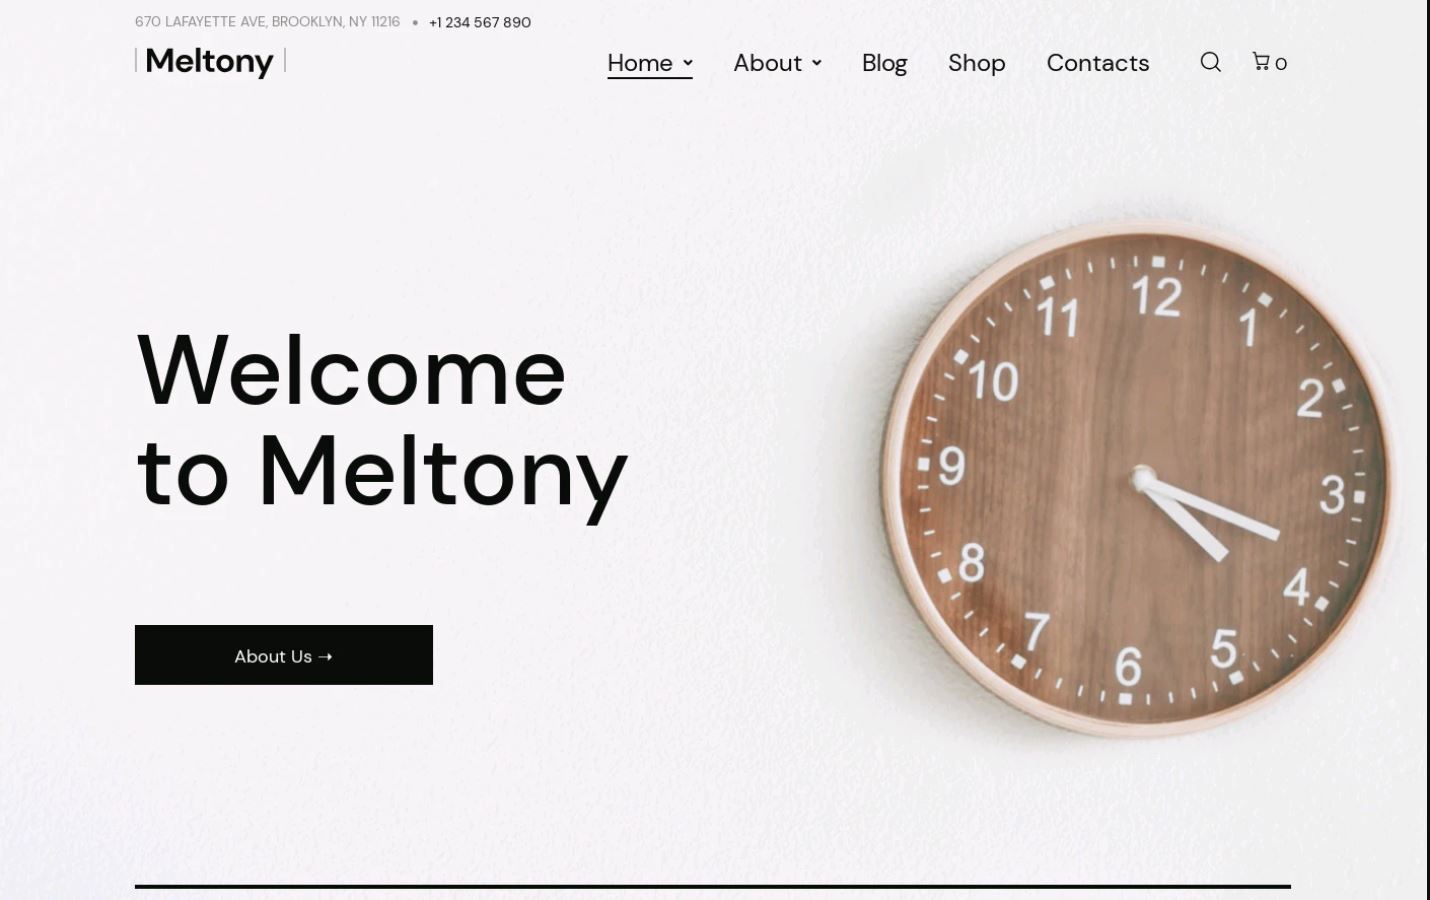 670 LAFAYETTE AVE, BROOKLYN, NY 11216 • +1 234 567 890
Meltony
Home About Blog Shop Contacts 0
Welcome
to Meltony
About Us →
12
11 1
10 2
9 3
8 4
7 5
6